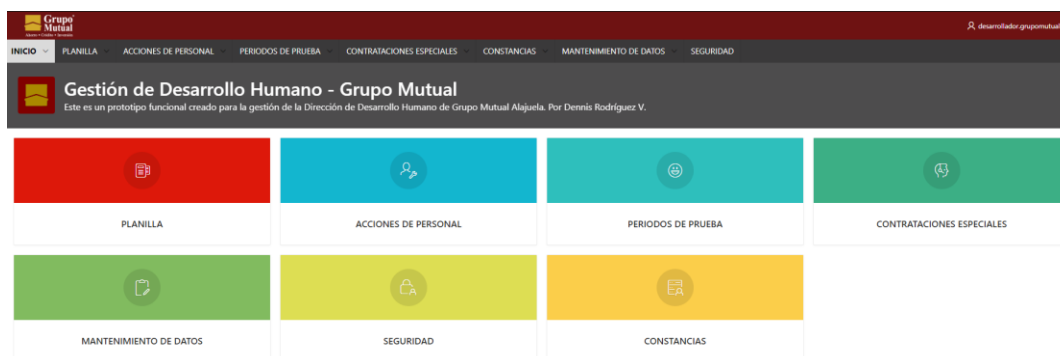 Grupo
Mutual
desarrollador.grupomutual
INICIO PLANILLA ACCIONES DE PERSONAL PERIODOS DE PRUEBA CONTRATACIONES ESPECIALES CONSTANCIAS MANTENIMIENTO DE DATOS SEGURIDAD
Gestión de Desarrollo Humano - Grupo Mutual
Este es un prototipo funcional creado para la gestión de la Dirección de Desarrollo Humano de Grupo Mutual Alajuela. Por Dennis Rodríguez V.
PLANILLA ACCIONES DE PERSONAL PERIODOS DE PRUEBA CONTRATACIONES ESPECIALES
MANTENIMIENTO DE DATOS SEGURIDAD CONSTANCIAS